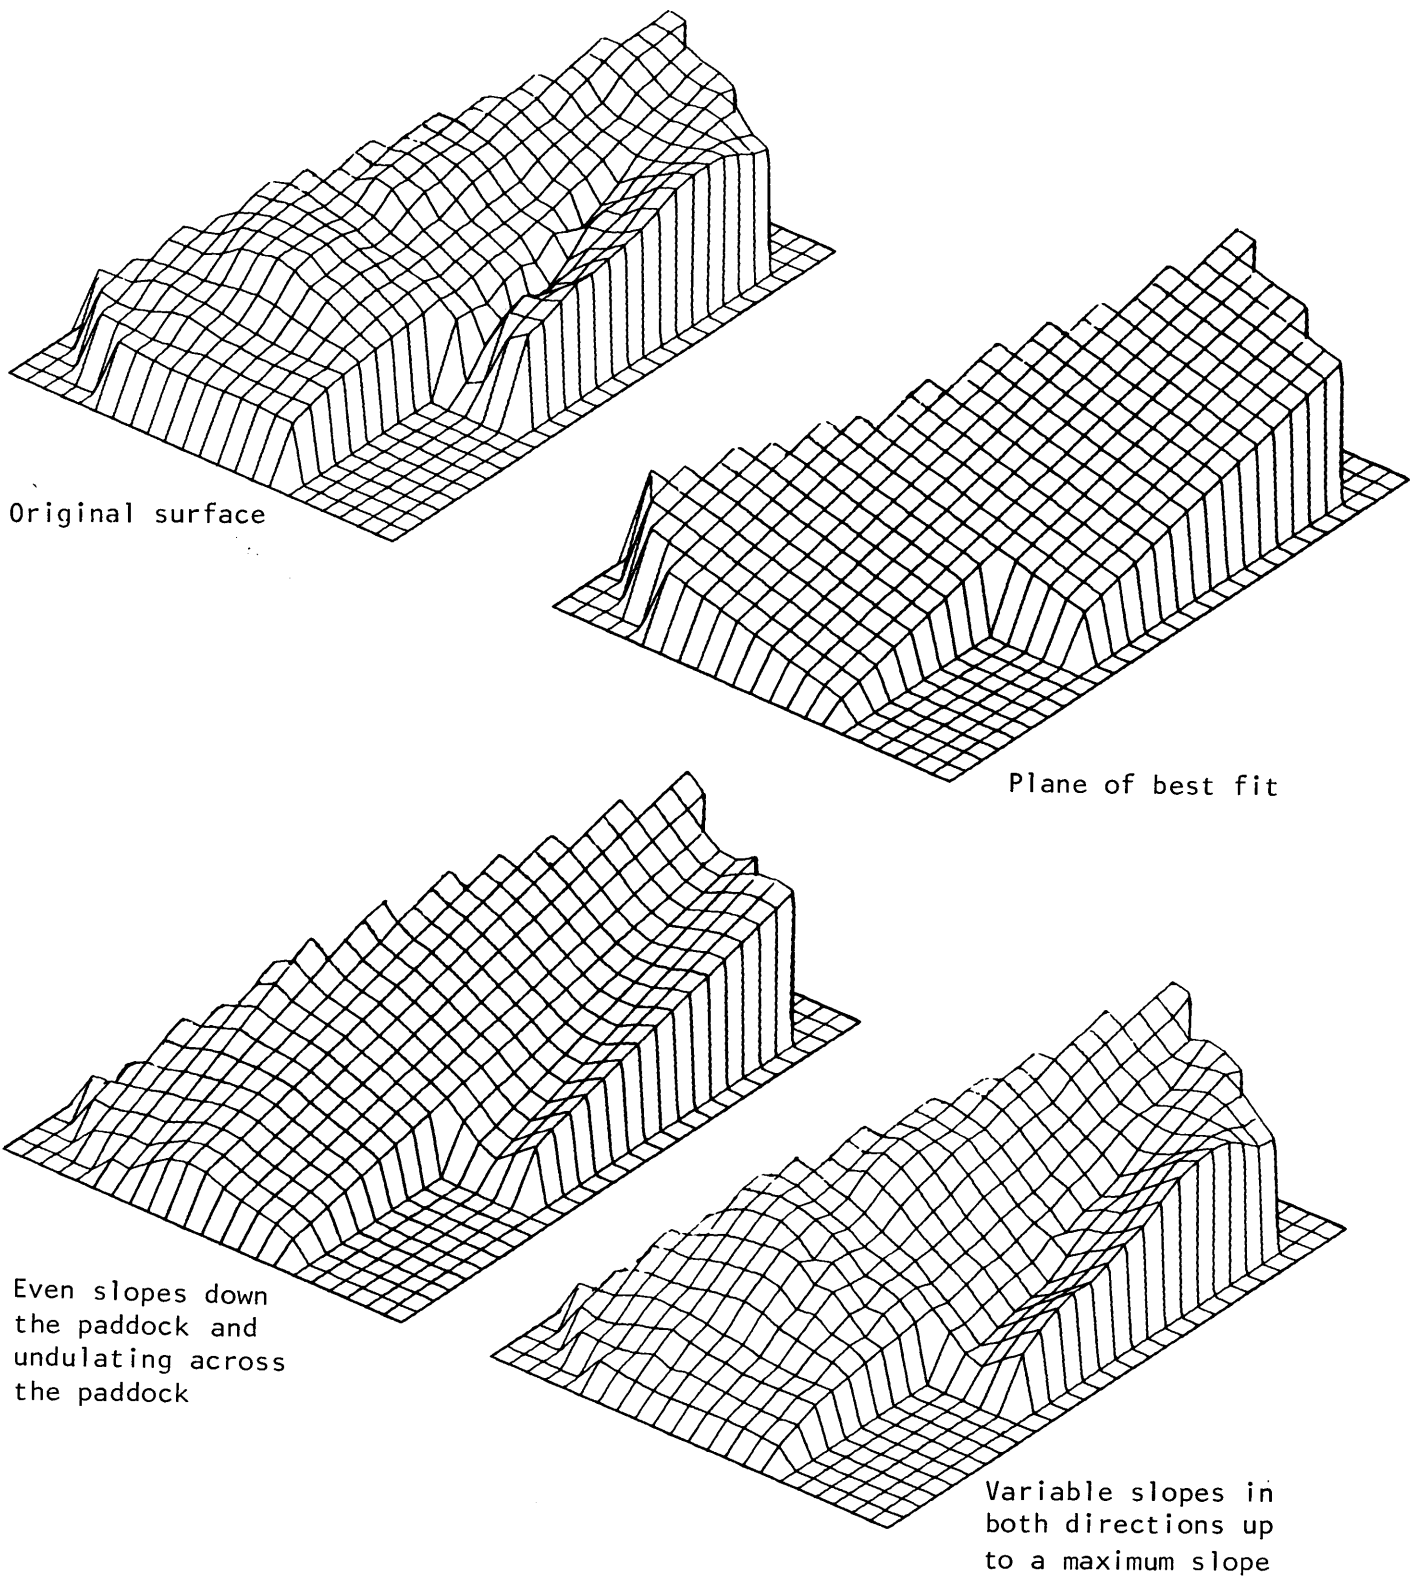 Original surface
Plane of best fit
Even slopes down
the paddock and
undulating across
the paddock
Variable slopes in
both directions up
to a maximum slope